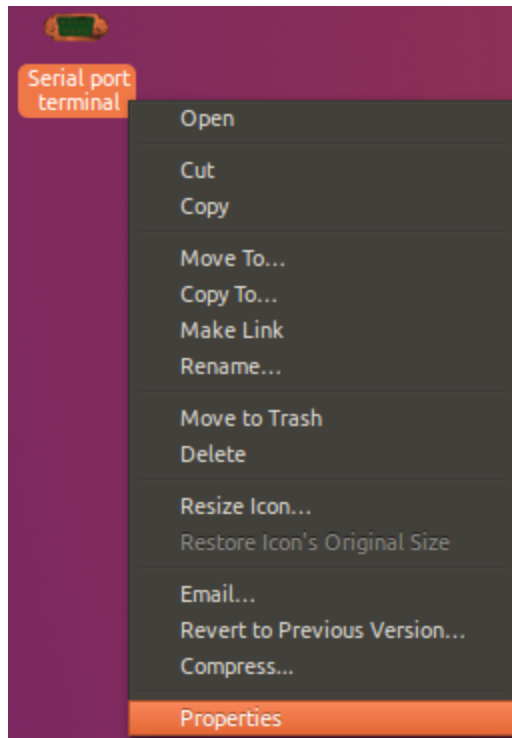 Serial port
terminal
Open
Cut
Copy
Move To...
Copy To...
Make Link
Rename...
Move to Trash
Delete
Resize Icon...
Restore Icon's Original Size
Email...
Revert to Previous Version...
Compress...
Properties